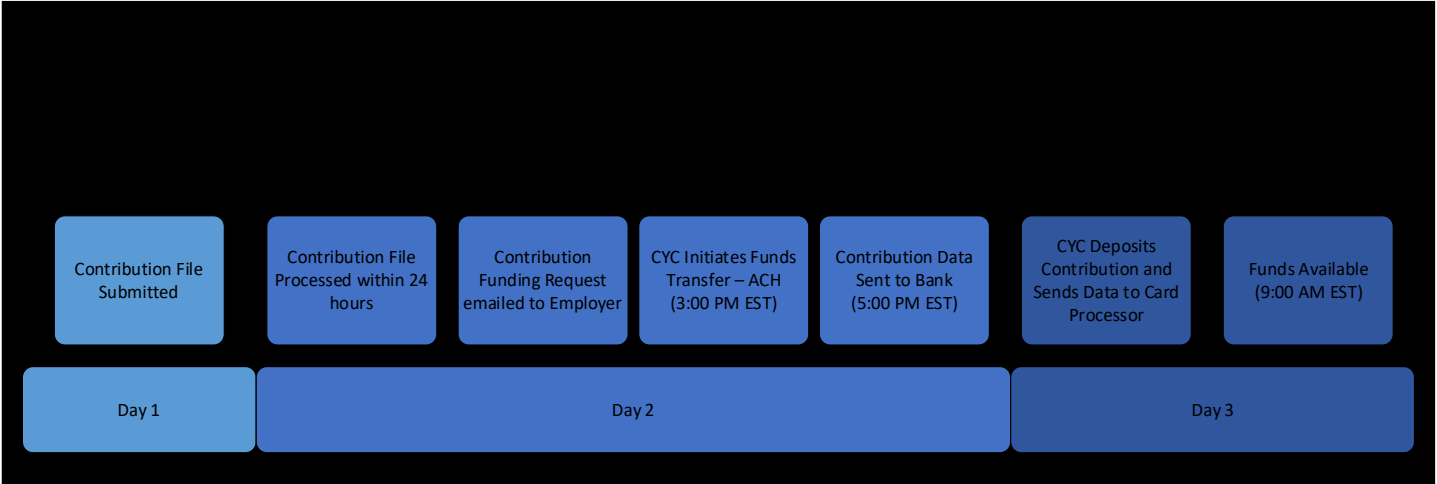 Contribution File
Submitted
Contribution File
Processed within 24
hours
Contribution
Funding Request
emailed to Employer
CYC Initiates Funds
Transfer – ACH
(3:00 PM EST)
Contribution Data
Sent to Bank
(5:00 PM EST)
CYC Deposits
Contribution and
Sends Data to Card
Processor
Funds Available
(9:00 AM EST)
Day 1
Day 2
Day 3